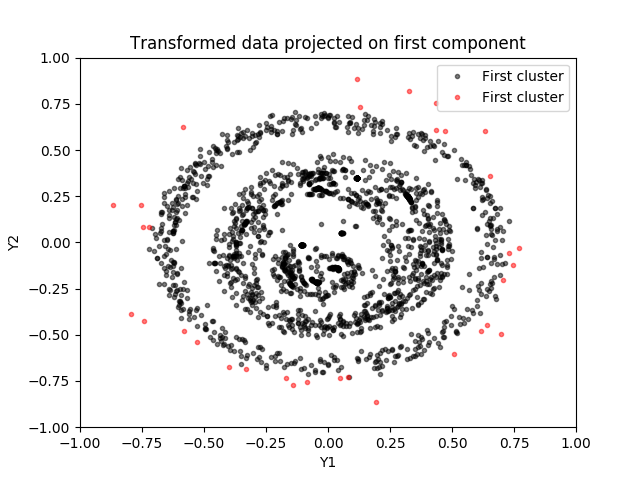 Transformed data projected on first component
First cluster
First cluster
1.00
0.75
0.50
0.25
0.00
−0.25
−0.50
−0.75
−1.00
Y2
−1.00 −0.75 −0.50 −0.25 0.00 0.25 0.50 0.75 1.00
Y1